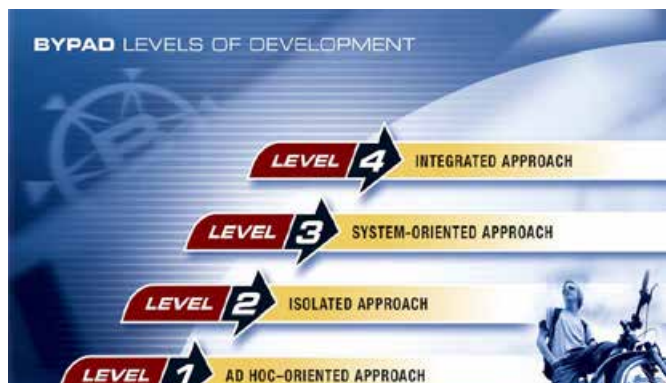 BYPAD LEVELS OF DEVELOPMENT
LEVEL 4 INTEGRATED APPROACH
LEVEL 3 SYSTEM-ORIENTED APPROACH
LEVEL 2 ISOLATED APPROACH
LEVEL 1 AD HOC-ORIENTED APPROACH